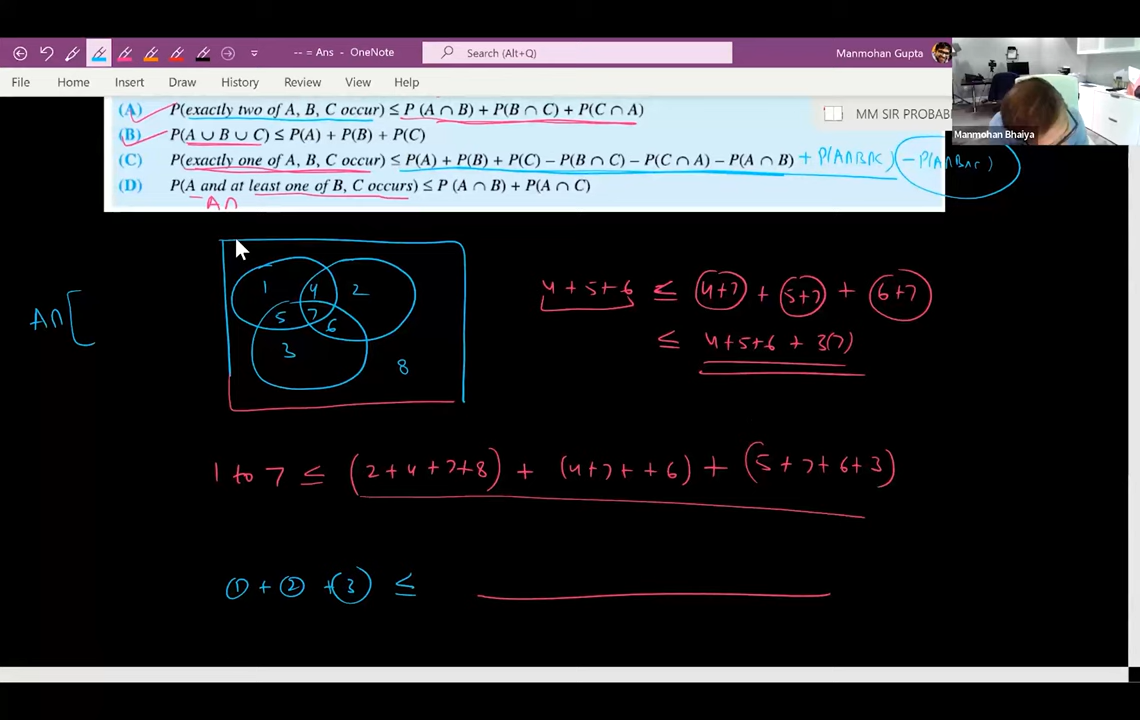 -- = Ans - OneNote
Search (Alt+Q)
Manmohan Gupta
File Home Insert Draw History Review View Help
(A) P(exactly two of A, B, C occur) ≤ P (A ∩ B) + P(B ∩ C) + P(C ∩ A)
MM SIR PROBAB
Manmohan Bhaiya
(B) P(A ∪ B ∪ C) ≤ P(A) + P(B) + P(C)
(C) P(exactly one of A, B, C occur) ≤ P(A) + P(B) + P(C) − P(B ∩ C) − P(C ∩ A) − P(A ∩ B) + P(A∩B∩C) − P(A∩B∩C)
(D) P(A and at least one of B, C occurs) ≤ P (A ∩ B) + P(A ∩ C)
A∩
A∩[
1 4 2
5 7 6
3
8
4 + 5 + 6 ≤ (4+7) + (5+7) + (6+7)
≤ 4+5+6 + 3(7)
1 to 7 ≤ (2+4+7+8) + (4+7+ +6) + (5+7+6+3)
① + ② + ③ ≤